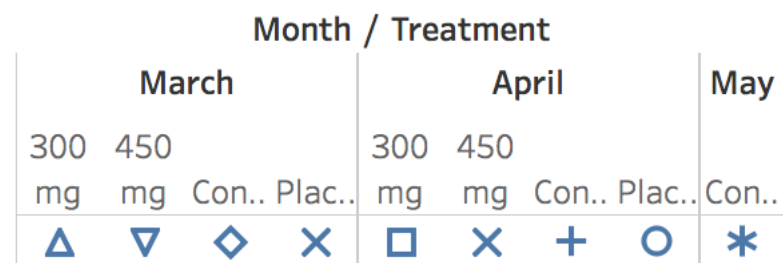 Month / Treatment
March April May
300 450 300 450
mg mg Con.. Plac.. mg mg Con.. Plac.. Con..